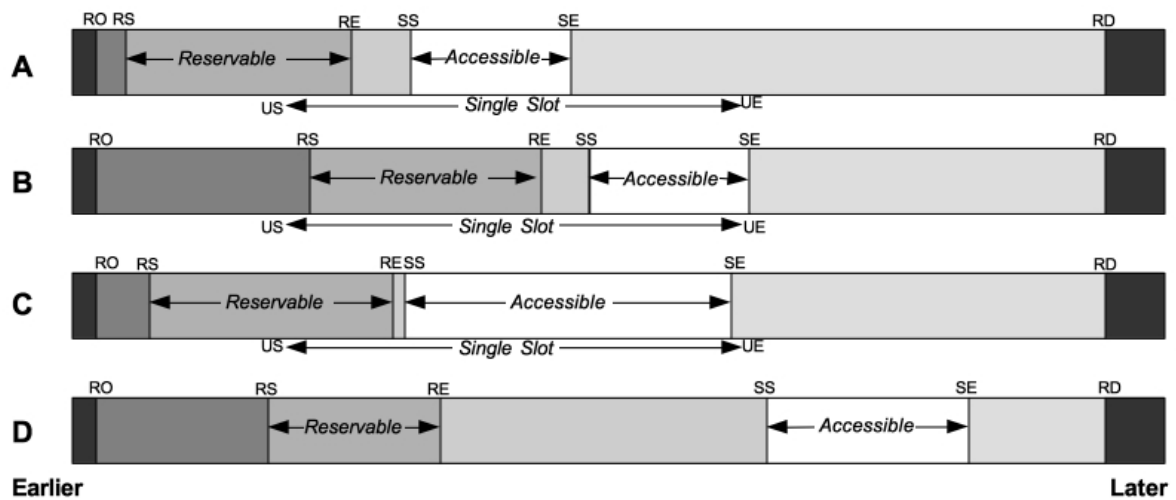 RO RS RE SS SE RD
A Reservable Accessible
US Single Slot UE
RO RS RE SS SE RD
B Reservable Accessible
US Single Slot UE
RO RS RE SS SE RD
C Reservable Accessible
US Single Slot UE
RO RS RE SS SE RD
D Reservable Accessible
Earlier Later